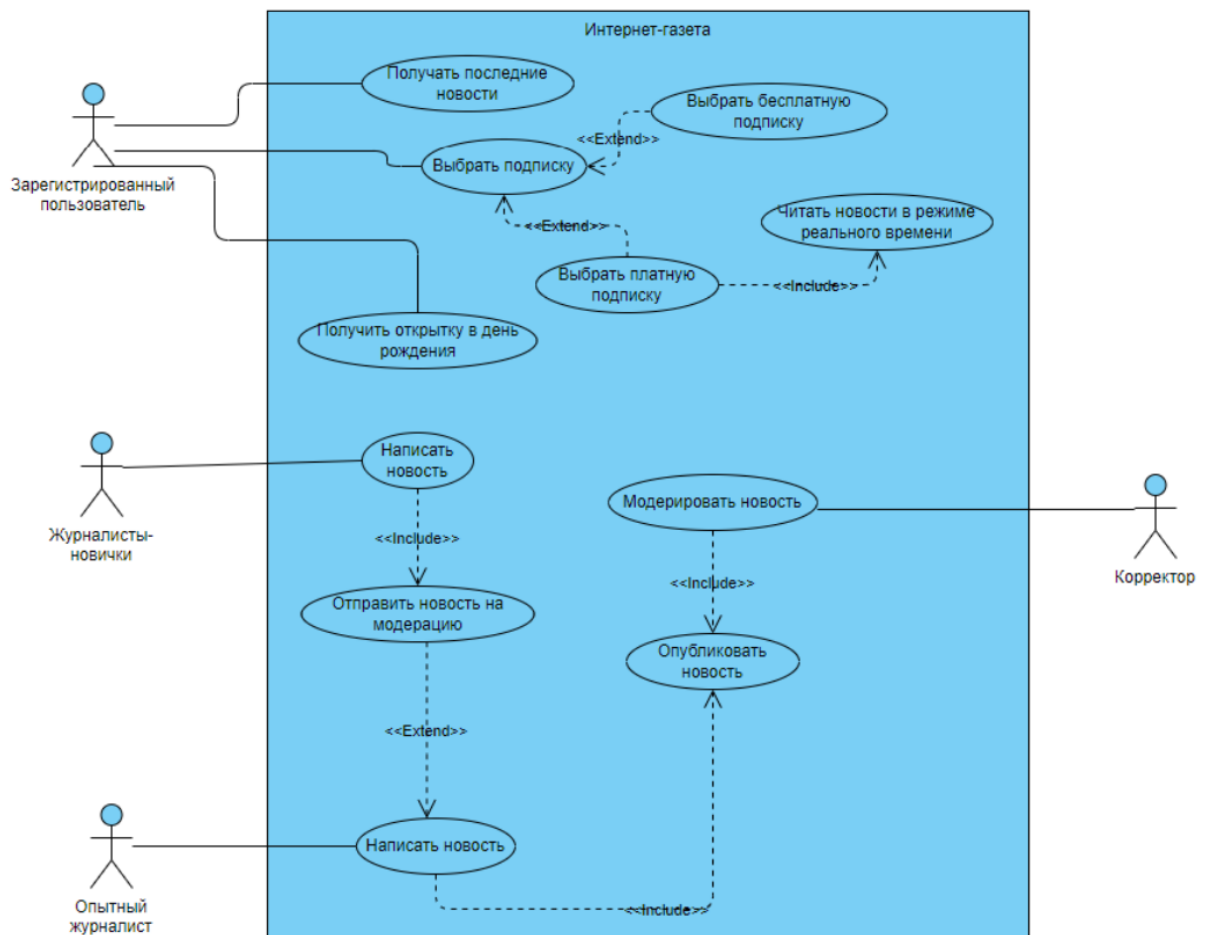 Интернет-газета
Получать последние
новости
Выбрать бесплатную
подписку
<<Extend>>
Выбрать подписку
Зарегистрированный
пользователь
Читать новости в режиме
реального времени
<<Extend>>
Выбрать платную
подписку
<<Include>>
Получить открытку в день
рождения
Написать
новость
Модерировать новость
Журналисты-
новички
<<Include>>
Корректор
<<Include>>
Отправить новость на
модерацию
Опубликовать
новость
<<Extend>>
Написать новость
Опытный
журналист
<<Include>>